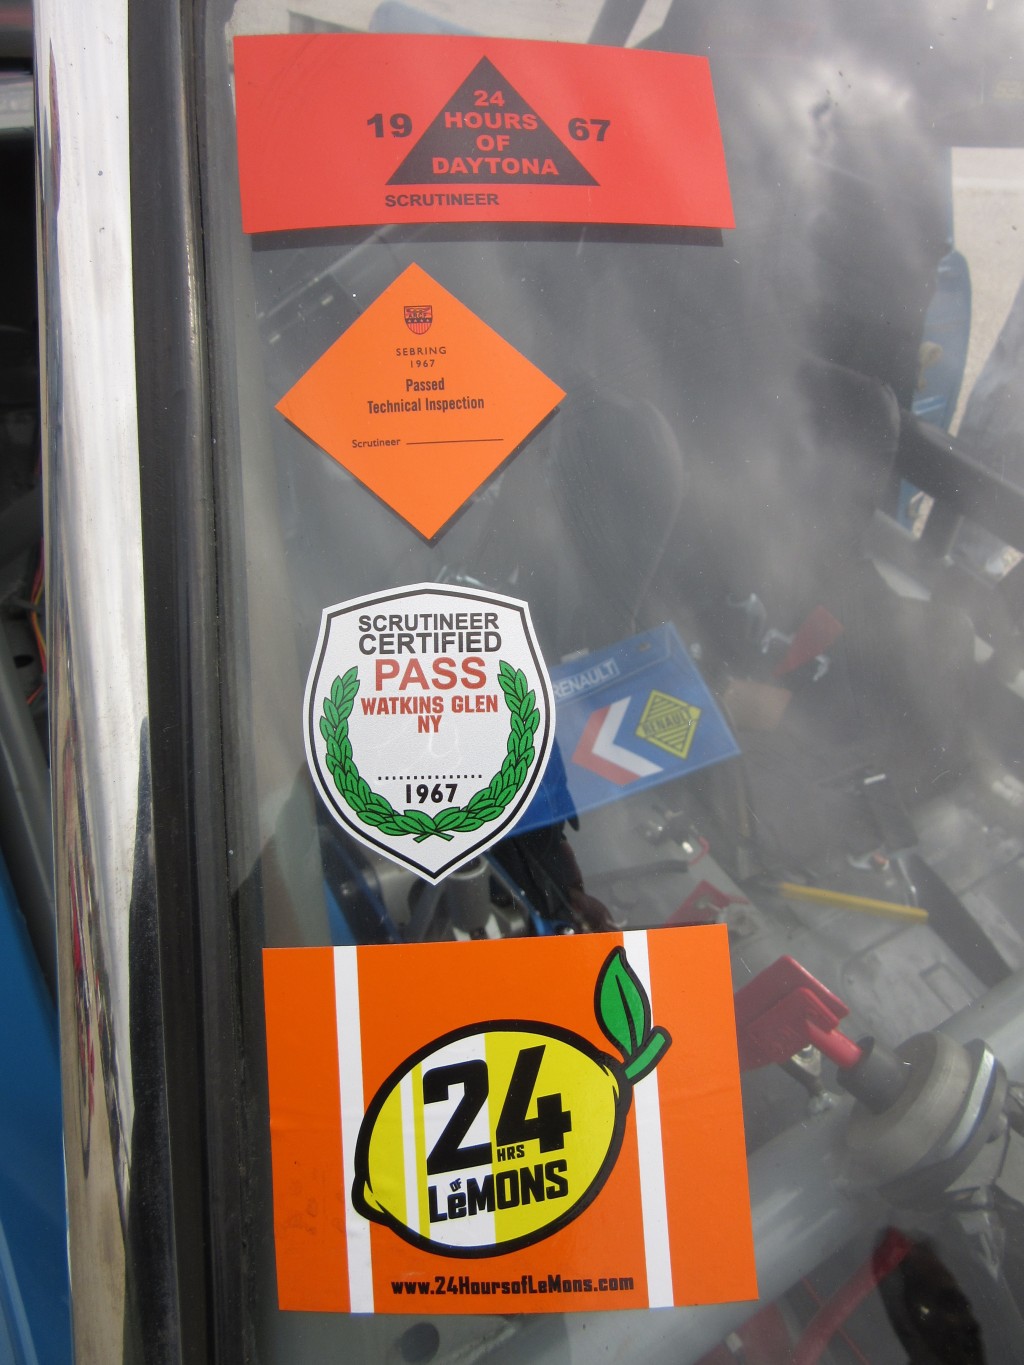 24
19 HOURS 67
OF
DAYTONA
SCRUTINEER
SEBRING
1967
Passed
Technical Inspection
Scrutineer
SCRUTINEER
CERTIFIED
PASS
WATKINS GLEN
NY
1967
RENAULT
RENAULT
24
HRS
OF
LeMONS
www.24HoursofLeMons.com